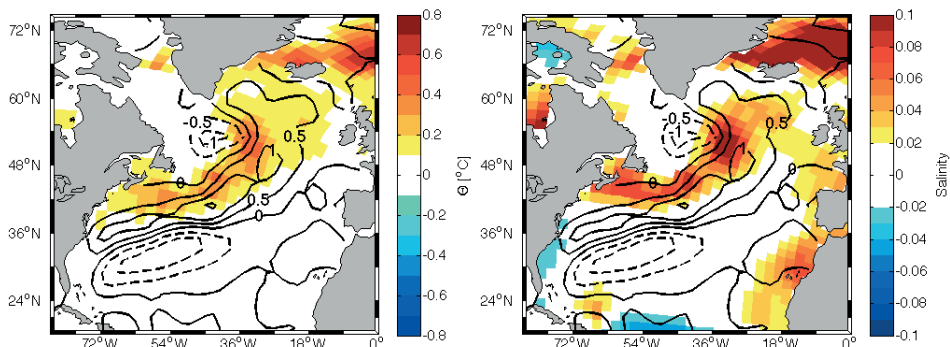 72°N
60°N
48°N
36°N
24°N
72°W
54°W
36°W
18°W
0°
-0.5
-1
0.5
1
0
0.5
0
0.8
0.6
0.4
0.2
0
-0.2
-0.4
-0.6
-0.8
Θ [°C]
72°N
60°N
48°N
36°N
24°N
72°W
54°W
36°W
18°W
0°
-0.5
-1
0.5
1
0
0
0.1
0.08
0.06
0.04
0.02
0
-0.02
-0.04
-0.06
-0.08
-0.1
Salinity